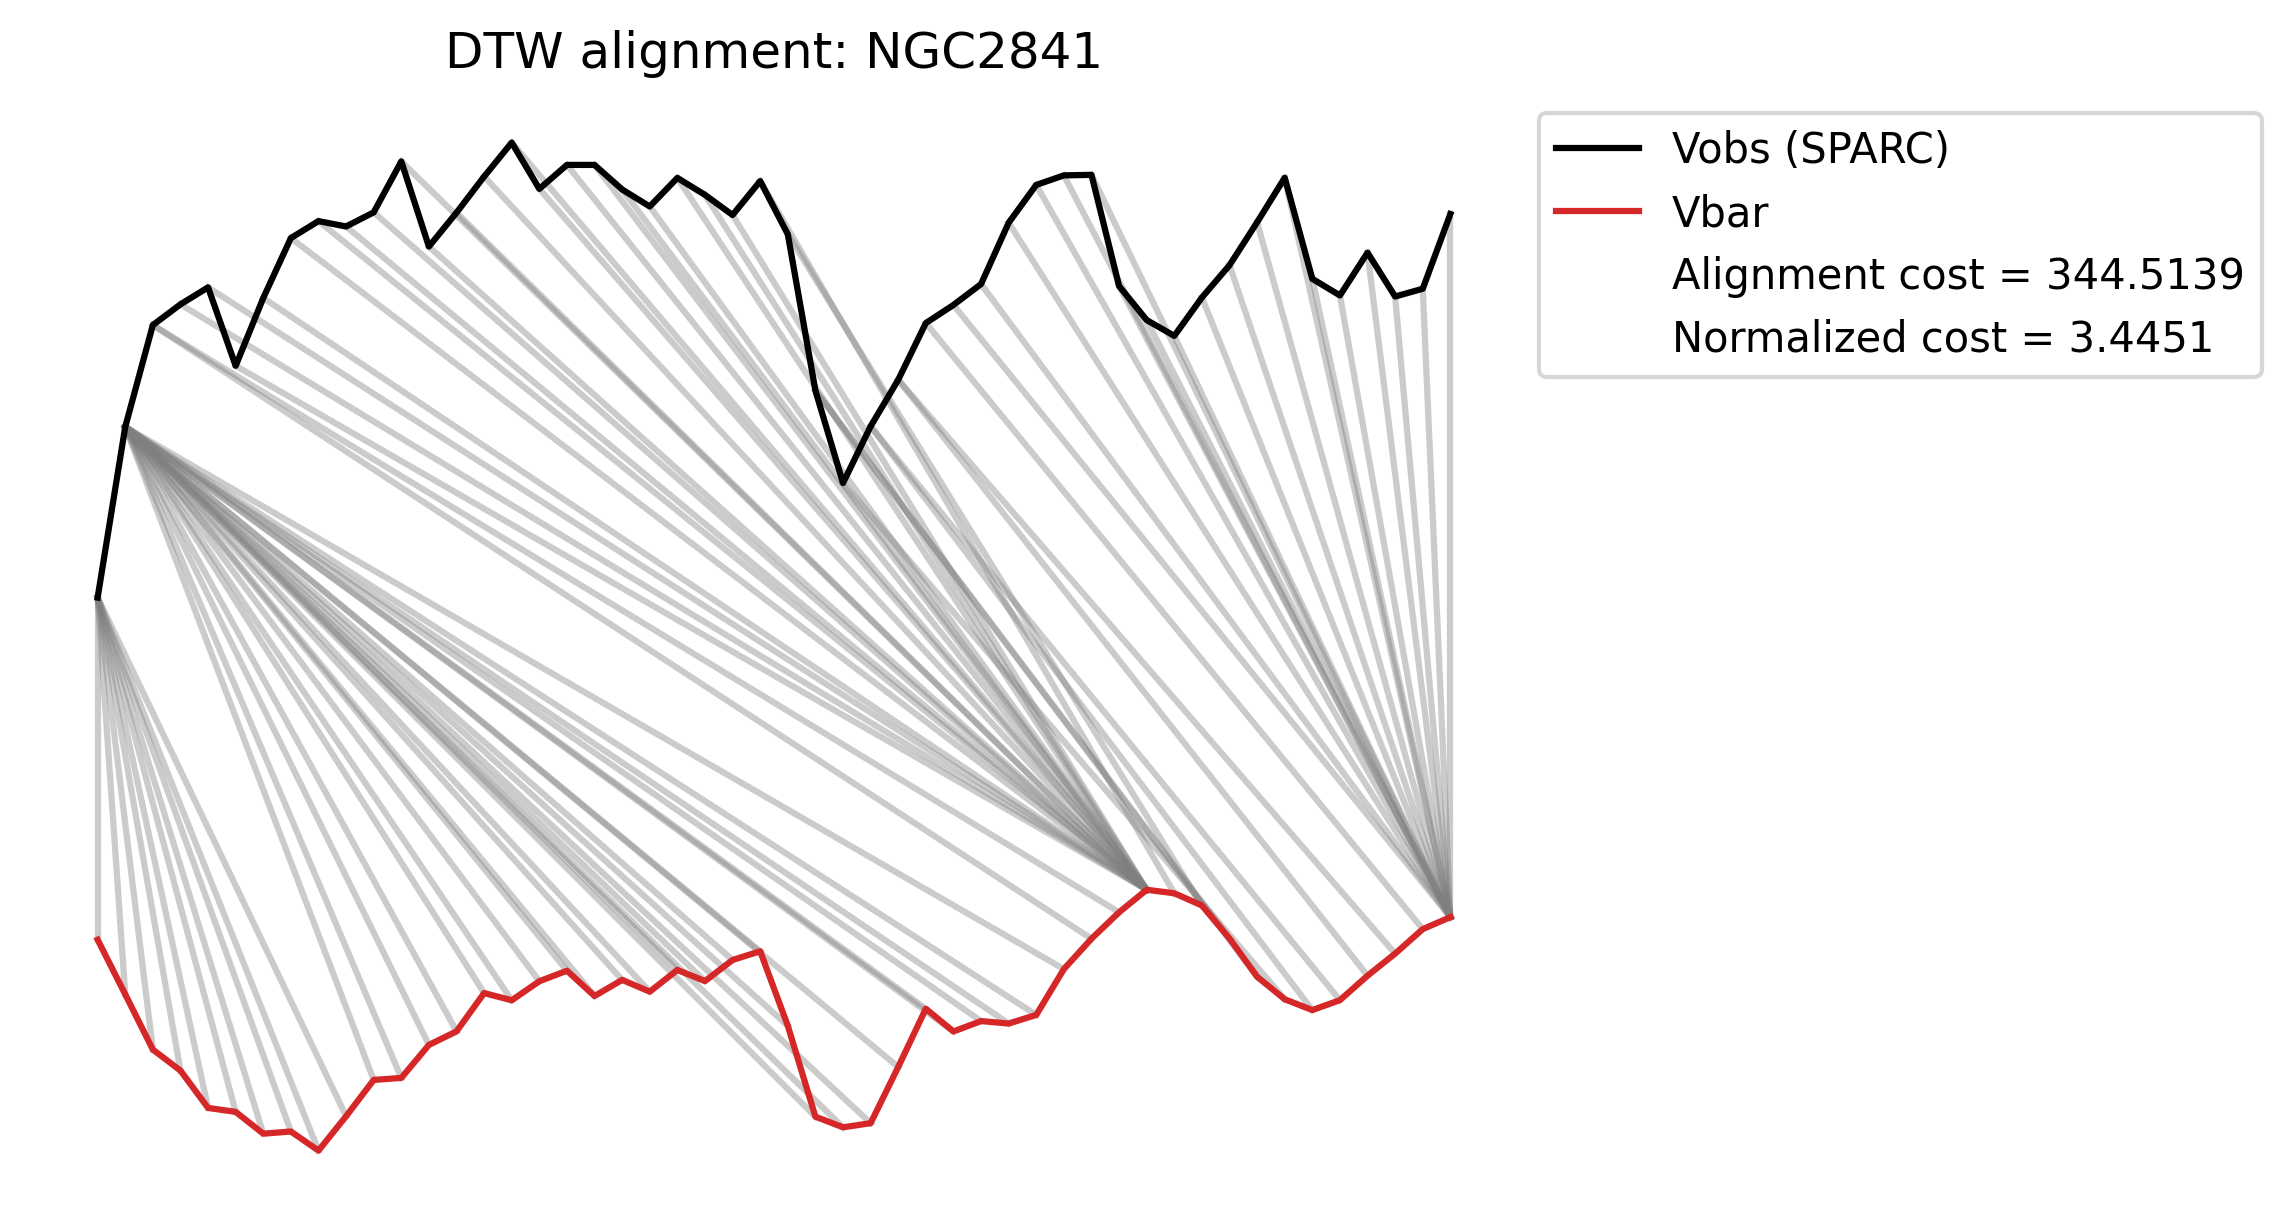 DTW alignment: NGC2841
Vobs (SPARC)
Vbar
Alignment cost = 344.5139
Normalized cost = 3.4451